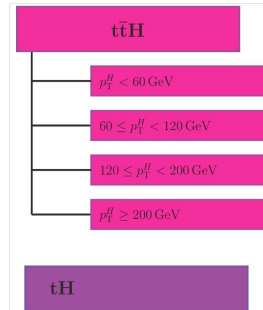 tt̄H
p_T^H < 60 GeV
60 ≤ p_T^H < 120 GeV
120 ≤ p_T^H < 200 GeV
p_T^H ≥ 200 GeV
tH